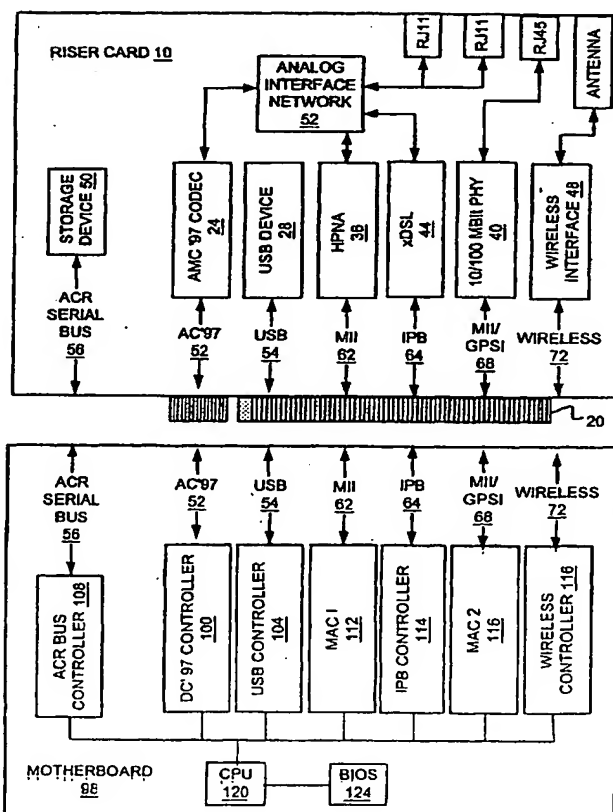 RISER CARD 10
RJ11
RJ11
RJ45
ANTENNA
ANALOG
INTERFACE
NETWORK
52
STORAGE
DEVICE 50
AMC '97 CODEC
24
USB DEVICE
28
HPNA
36
xDSL
44
10/100 MBII PHY
40
WIRELESS
INTERFACE 48
ACR
SERIAL
BUS
56
AC'97
52
USB
54
MII
62
IPB
64
MII/
GPSI
68
WIRELESS
72
20
ACR
SERIAL
BUS
56
AC'97
52
USB
54
MII
62
IPB
64
MII/
GPSI
68
WIRELESS
72
ACR BUS
CONTROLLER 108
DC' 97 CONTROLLER
100
USB CONTROLLER
104
MAC I
112
IPB CONTROLLER
114
MAC 2
116
WIRELESS
CONTROLLER 116
MOTHERBOARD
98
CPU
120
BIOS
124